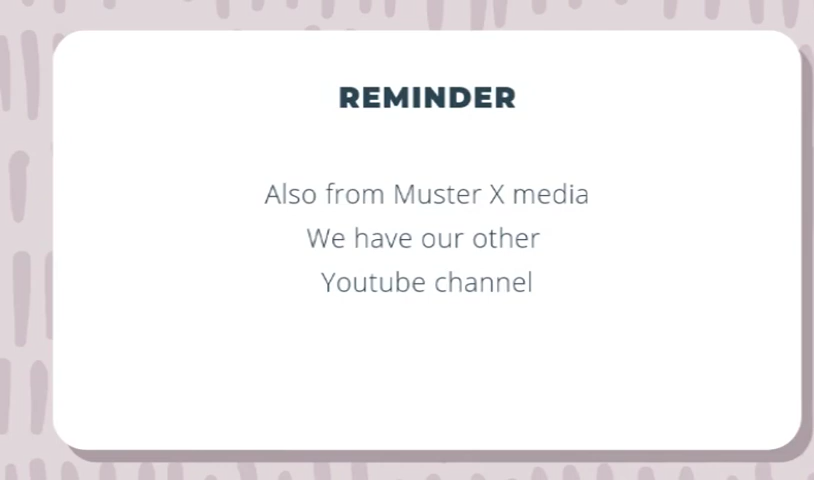 REMINDER
Also from Muster X media
We have our other
Youtube channel